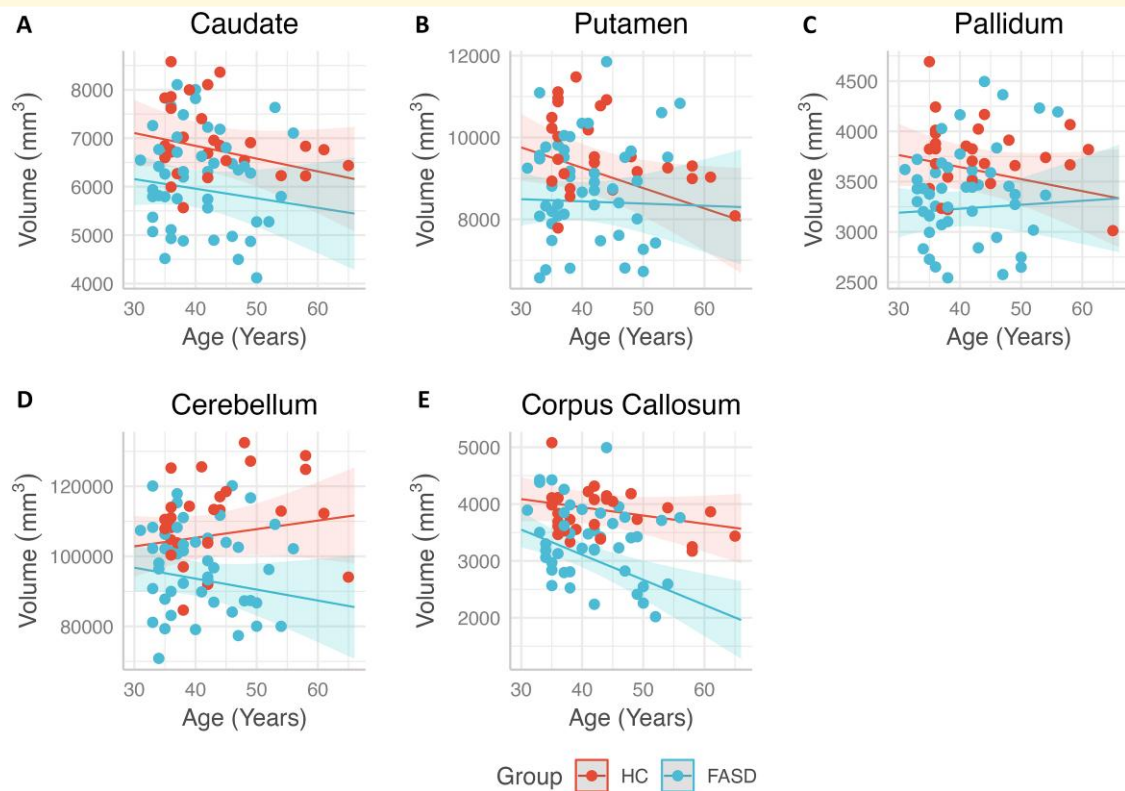 A
Caudate
Volume (mm³)
8000
7000
6000
5000
4000
30 40 50 60
Age (Years)
B
Putamen
Volume (mm³)
12000
10000
8000
30 40 50 60
Age (Years)
C
Pallidum
Volume (mm³)
4500
4000
3500
3000
2500
30 40 50 60
Age (Years)
D
Cerebellum
Volume (mm³)
120000
100000
80000
30 40 50 60
Age (Years)
E
Corpus Callosum
Volume (mm³)
5000
4000
3000
2000
30 40 50 60
Age (Years)
Group HC FASD